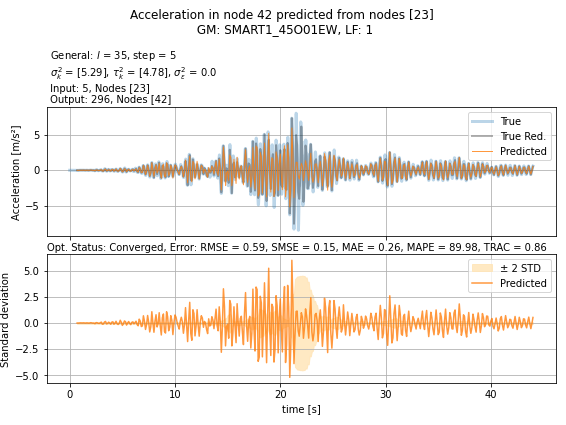 Acceleration in node 42 predicted from nodes [23]
GM: SMART1_45O01EW, LF: 1
General: l = 35, step = 5
σ²ₖ = [5.29], τ²ₖ = [4.78], σ²ₑ = 0.0
Input: 5, Nodes [23]
Output: 296, Nodes [42]
Acceleration [m/s²]
5
0
−5
True
True Red.
Predicted
Opt. Status: Converged, Error: RMSE = 0.59, SMSE = 0.15, MAE = 0.26, MAPE = 89.98, TRAC = 0.86
Standard deviation
5.0
2.5
0.0
−2.5
−5.0
± 2 STD
Predicted
0 10 20 30 40
time [s]